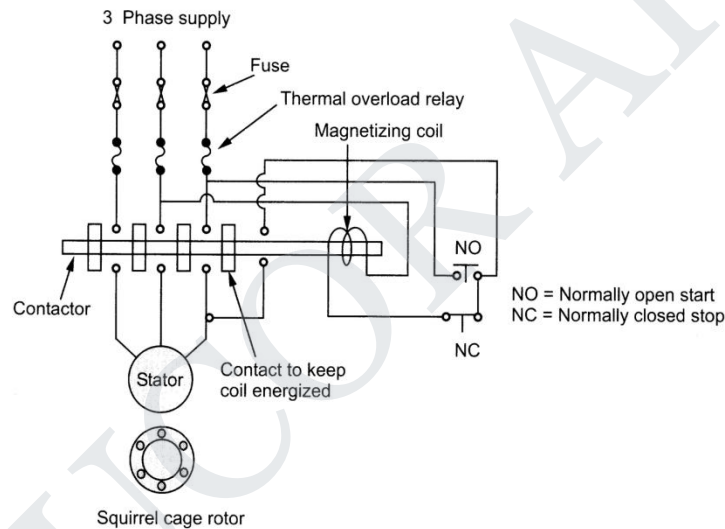 3 Phase supply
Fuse
Thermal overload relay
Magnetizing coil
NO
NO = Normally open start
NC = Normally closed stop
Contactor
NC
Stator
Contact to keep
coil energized
Squirrel cage rotor